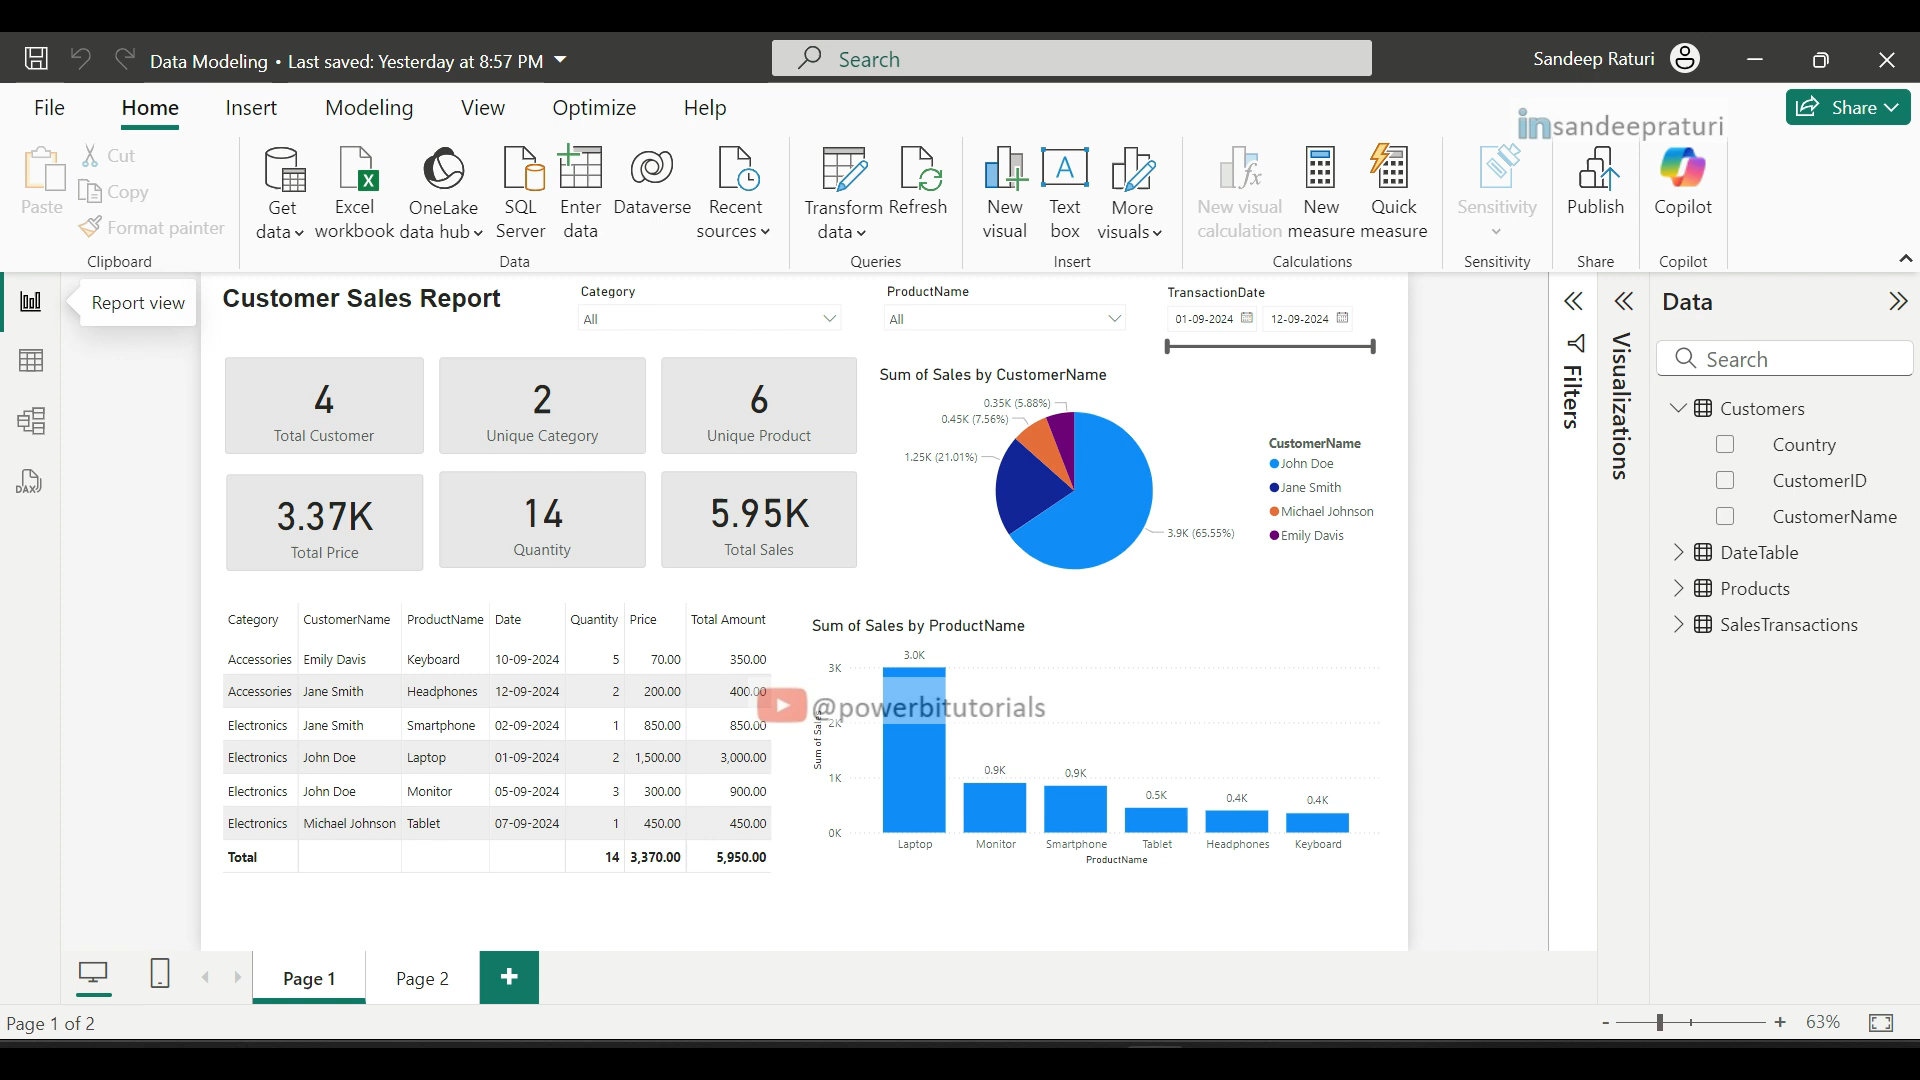 Data Modeling • Last saved: Yesterday at 8:57 PM
Search
Sandeep Raturi
File Home Insert Modeling View Optimize Help
Share
insandeepraturi
Paste
Cut
Copy
Format painter
Clipboard
Get data
Excel workbook
OneLake data hub
SQL Server
Enter data
Dataverse
Recent sources
Data
Transform data
Refresh
Queries
New visual
Text box
More visuals
Insert
New visual calculation
New measure
Quick measure
Calculations
Sensitivity
Sensitivity
Publish
Share
Copilot
Copilot
Report view
DAX
Customer Sales Report
Category
All
ProductName
All
TransactionDate
01-09-2024 12-09-2024
4
Total Customer
2
Unique Category
6
Unique Product
3.37K
Total Price
14
Quantity
5.95K
Total Sales
Sum of Sales by CustomerName
0.35K (5.88%)
0.45K (7.56%)
1.25K (21.01%)
3.9K (65.55%)
CustomerName
John Doe
Jane Smith
Michael Johnson
Emily Davis
Category CustomerName ProductName Date Quantity Price Total Amount
Accessories Emily Davis Keyboard 10-09-2024 5 70.00 350.00
Accessories Jane Smith Headphones 12-09-2024 2 200.00 400.00
Electronics Jane Smith Smartphone 02-09-2024 1 850.00 850.00
Electronics John Doe Laptop 01-09-2024 2 1,500.00 3,000.00
Electronics John Doe Monitor 05-09-2024 3 300.00 900.00
Electronics Michael Johnson Tablet 07-09-2024 1 450.00 450.00
Total 14 3,370.00 5,950.00
@powerbitutorials
Sum of Sales by ProductName
Sum of Sales
3K
2K
1K
0K
3.0K
0.9K
0.9K
0.5K
0.4K
0.4K
Laptop Monitor Smartphone Tablet Headphones Keyboard
ProductName
Filters
Visualizations
Data
Search
Customers
Country
CustomerID
CustomerName
DateTable
Products
SalesTransactions
Page 1 Page 2 +
Page 1 of 2
- + 63%